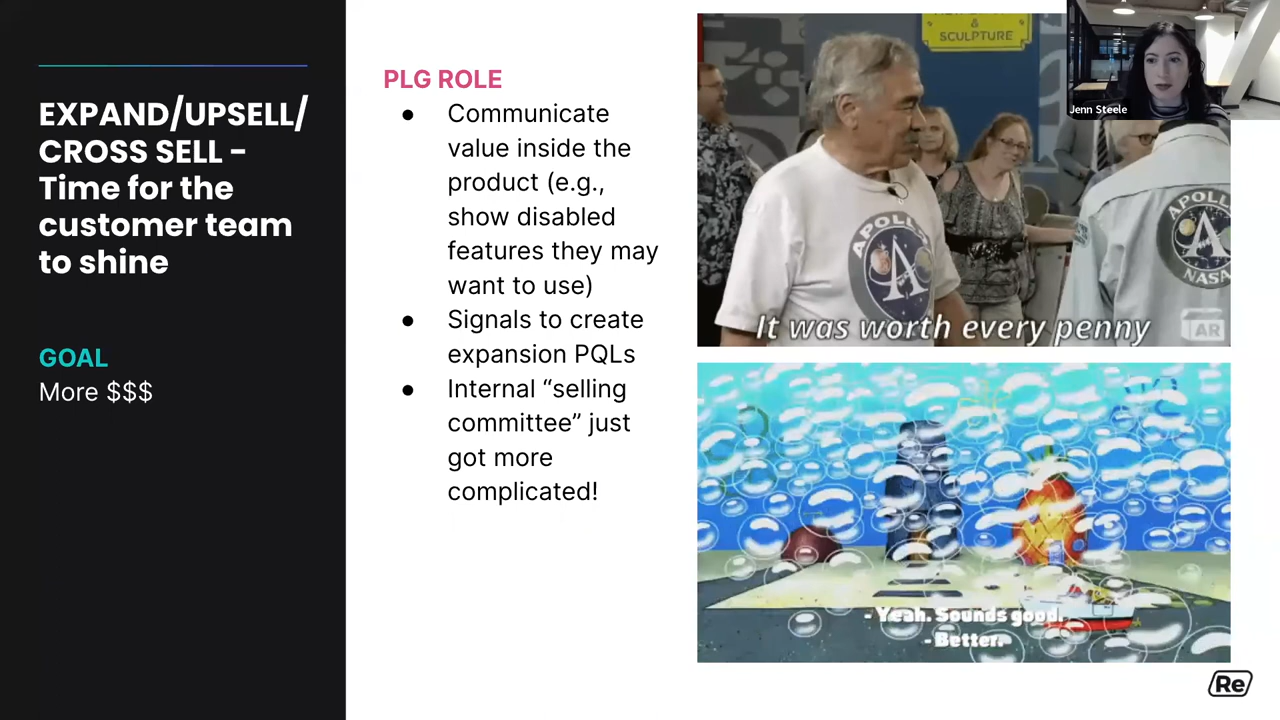 EXPAND/UPSELL/
CROSS SELL –
Time for the
customer team
to shine
GOAL
More $$$
PLG ROLE
● Communicate
value inside the
product (e.g.,
show disabled
features they may
want to use)
● Signals to create
expansion PQLs
● Internal “selling
committee” just
got more
complicated!
& SCULPTURE
APOLL
It was worth every penny
APOLLO
NASA
AR
Jenn Steele
- Yeah. Sounds good.
- Better.
Re